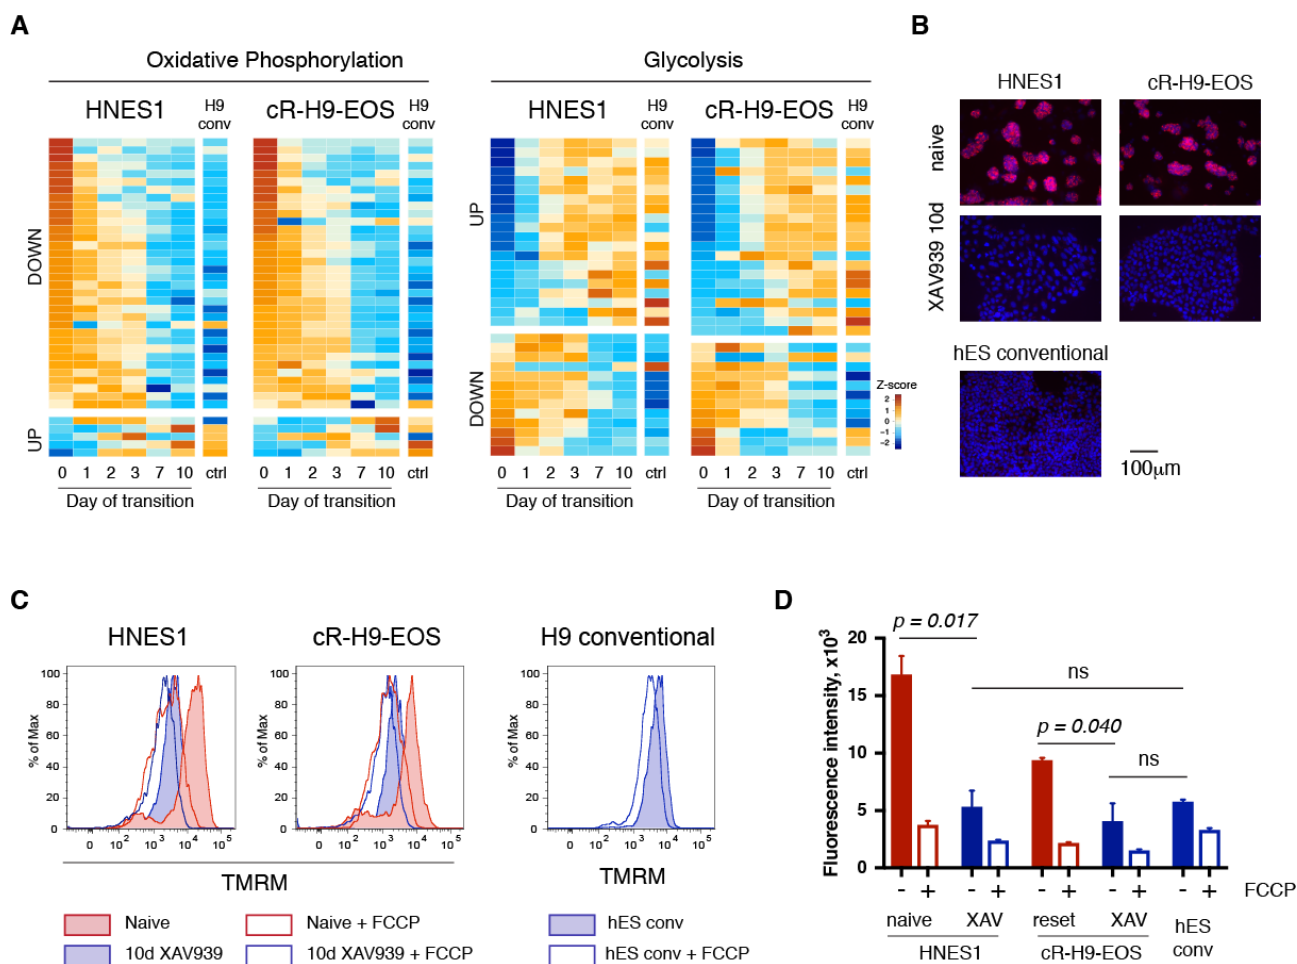 A
Oxidative Phosphorylation
Glycolysis
HNES1
cR-H9-EOS
H9
conv
HNES1
cR-H9-EOS
H9
conv
H9
conv
DOWN
UP
UP
DOWN
Z-score
2
1
0
-1
-2
0 1 2 3 7 10
0 1 2 3 7 10
ctrl
0 1 2 3 7 10
ctrl
0 1 2 3 7 10
ctrl
ctrl
Day of transition
Day of transition
Day of transition
Day of transition
B
HNES1
cR-H9-EOS
naive
XAV939 10d
hES conventional
100µm
C
HNES1
cR-H9-EOS
H9 conventional
% of Max
100
80
60
40
20
0
0 10² 10³ 10⁴ 10⁵
% of Max
100
80
60
40
20
0
0 10² 10³ 10⁴ 10⁵
% of Max
100
80
60
40
20
0
0 10² 10³ 10⁴ 10⁵
TMRM
TMRM
Naive
Naive + FCCP
hES conv
10d XAV939
10d XAV939 + FCCP
hES conv + FCCP
D
Fluorescence intensity, x10³
20
15
10
5
0
p = 0.017
ns
p = 0.040
ns
- + - + - + - + - + FCCP
naive XAV reset XAV hES
conv
HNES1 cR-H9-EOS